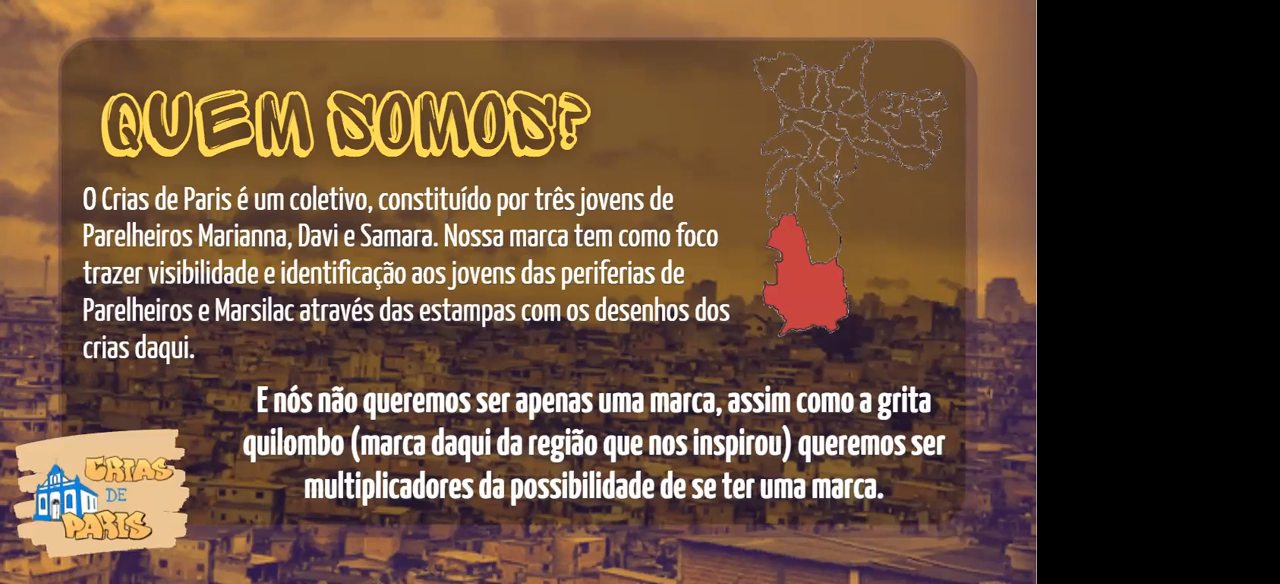 QUEM SOMOS?
O Crias de Paris é um coletivo, constituído por três jovens de
Parelheiros Marianna, Davi e Samara. Nossa marca tem como foco
trazer visibilidade e identificação aos jovens das periferias de
Parelheiros e Marsilac através das estampas com os desenhos dos
crias daqui.
E nós não queremos ser apenas uma marca, assim como a grita
quilombo (marca daqui da região que nos inspirou) queremos ser
multiplicadores da possibilidade de se ter uma marca.
CRIAS
DE
PARIS